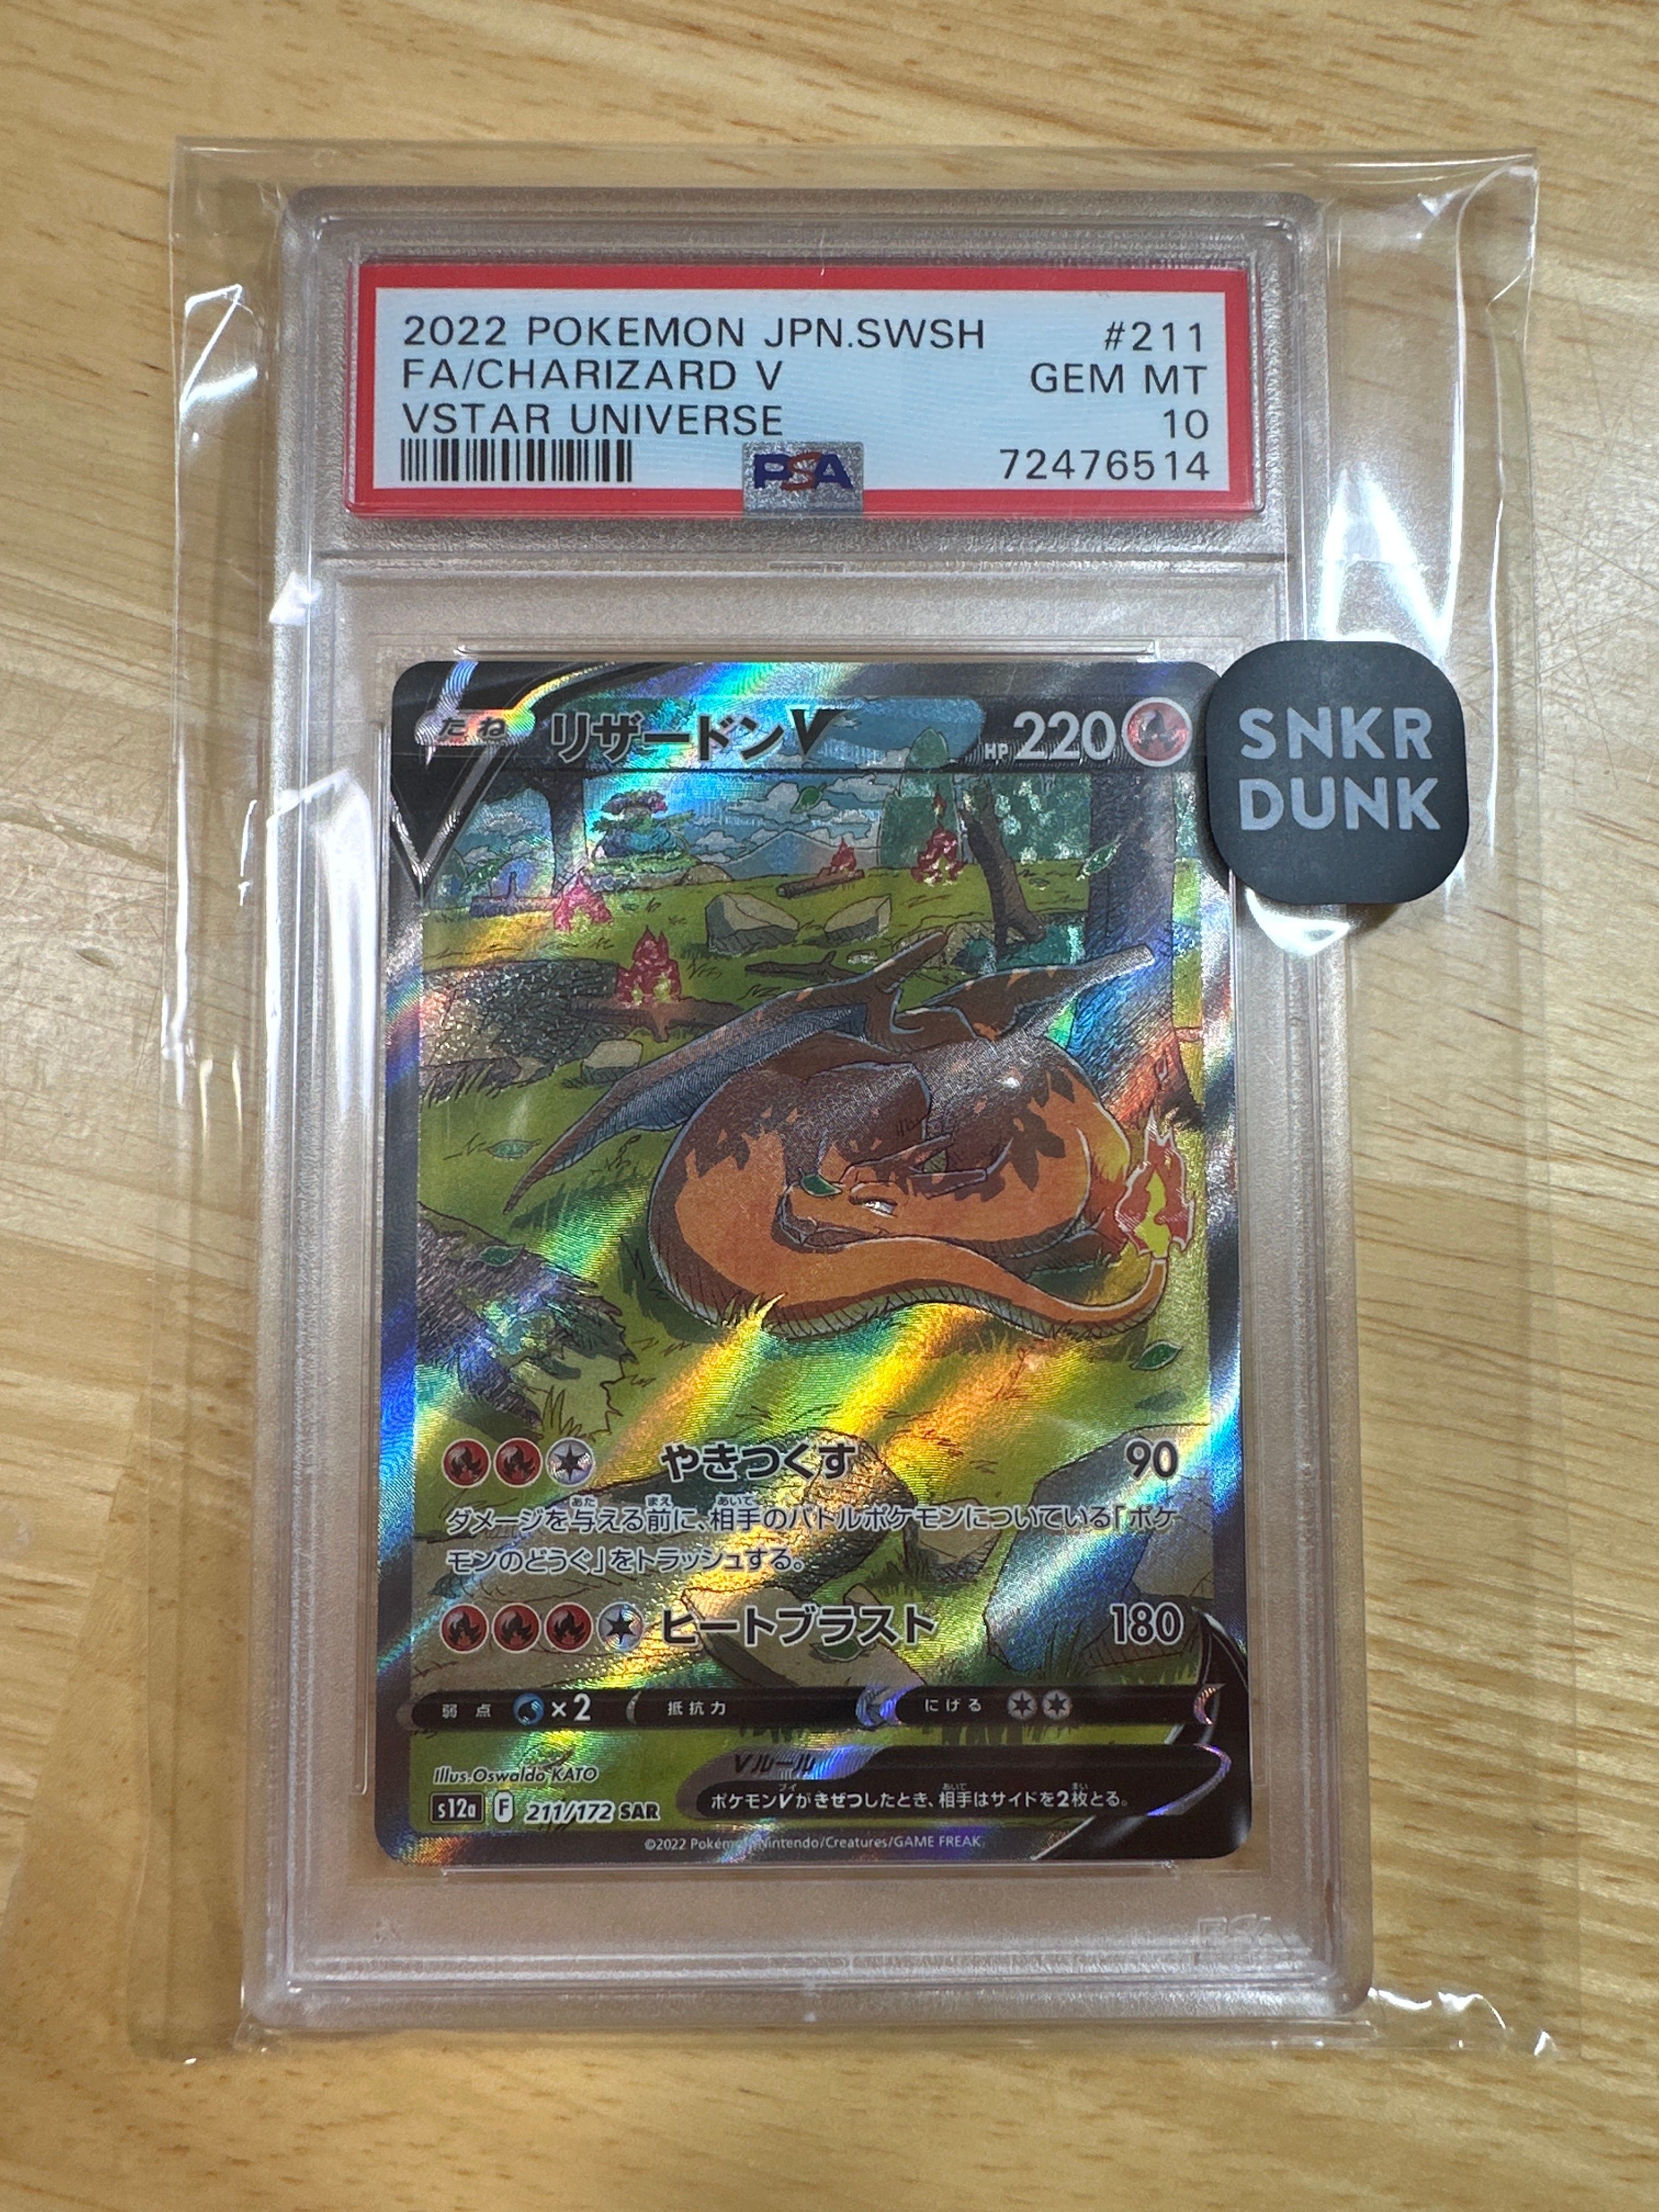 2022 POKEMON JPN.SWSH #211
FA/CHARIZARD V GEM MT
VSTAR UNIVERSE 10
PSA 72476514
たね リザードンV HP 220
SNKR
DUNK
やきつくす 90
ダメージを与える前に、相手のバトルポケモンについている「ポケ
モンのどうぐ」をトラッシュする。
ヒートブラスト 180
弱点 ×2 抵抗力 にげる
Illus.Oswaldo KATO
Vルール
ポケモンVがきぜつしたとき、相手はサイドを2枚とる。
s12a F 211/172 SAR
©2022 Pokémon/Nintendo/Creatures/GAME FREAK